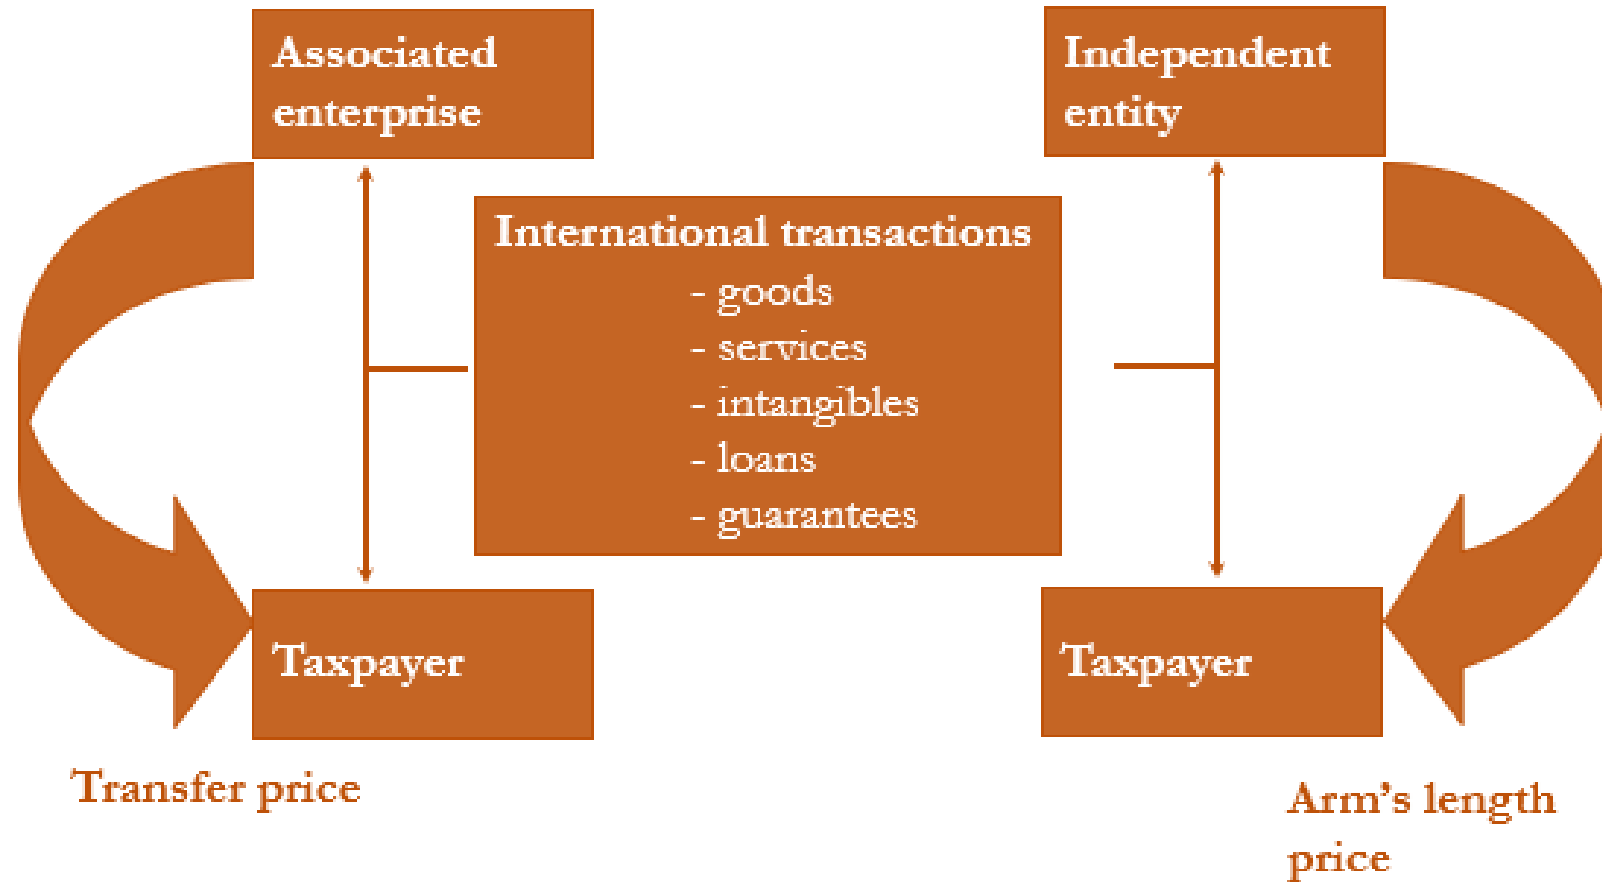 Associated
enterprise
Independent
entity
International transactions
- goods
- services
- intangibles
- loans
- guarantees
Taxpayer
Taxpayer
Transfer price
Arm's length
price